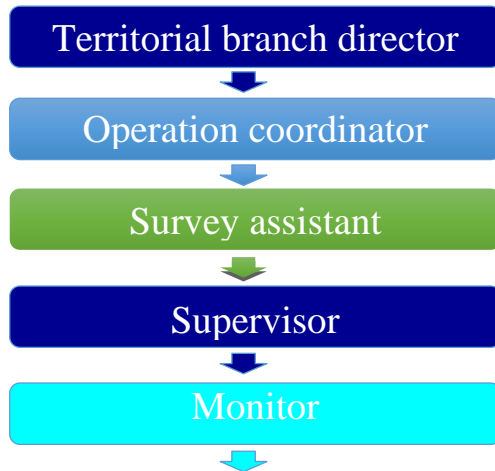 Territorial branch director
Operation coordinator
Survey assistant
Supervisor
Monitor